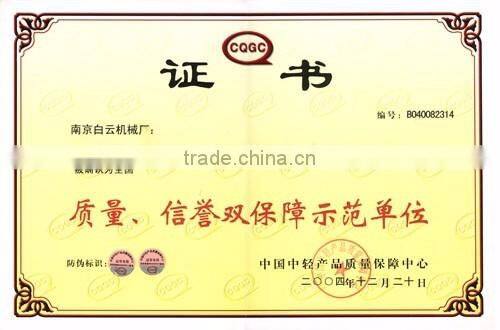 CQGC
证书
编号：B040082314
南京白云机械厂：
被确认为全国
trade.china.cn
质量、信誉双保障示范单位
防伪标识：
中国中轻产品质量保障中心
二〇〇四年十二月二十日